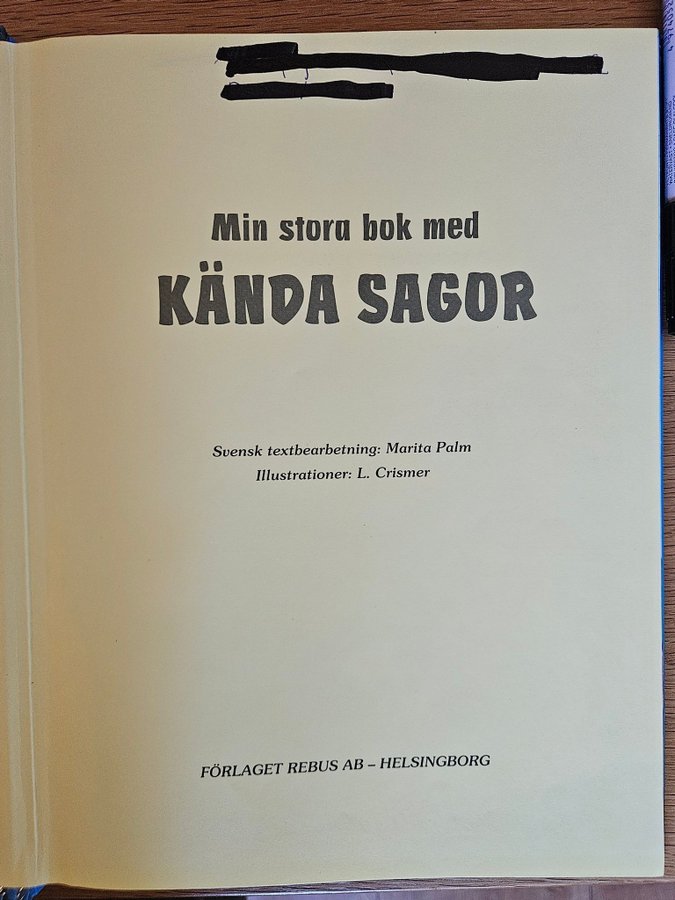 Min stora bok med
KÄNDA SAGOR
Svensk textbearbetning: Marita Palm
Illustrationer: L. Crismer
FÖRLAGET REBUS AB – HELSINGBORG